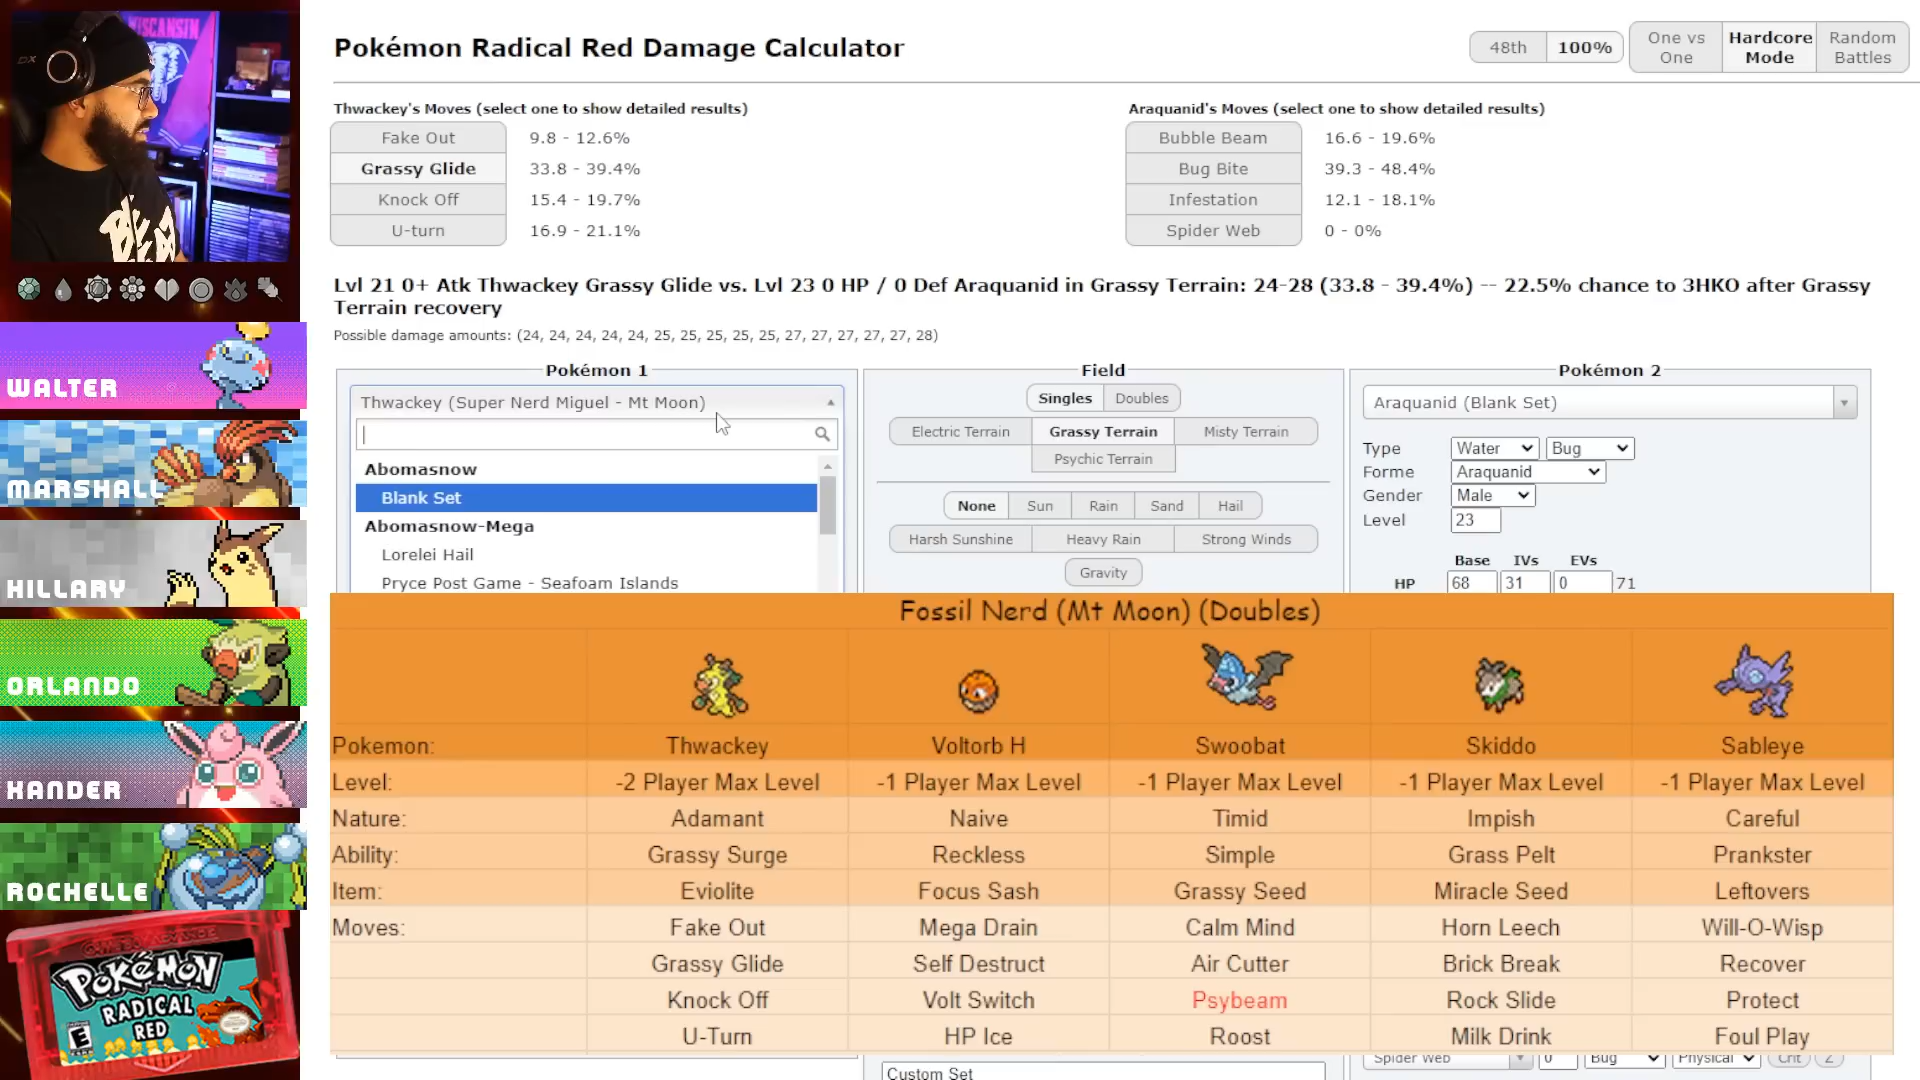 Pokémon Radical Red Damage Calculator
48th 100%
One vs One
Hardcore Mode
Random Battles
Thwackey's Moves (select one to show detailed results)
Fake Out 9.8 - 12.6%
Grassy Glide 33.8 - 39.4%
Knock Off 15.4 - 19.7%
U-turn 16.9 - 21.1%
Araquanid's Moves (select one to show detailed results)
Bubble Beam 16.6 - 19.6%
Bug Bite 39.3 - 48.4%
Infestation 12.1 - 18.1%
Spider Web 0 - 0%
Lvl 21 0+ Atk Thwackey Grassy Glide vs. Lvl 23 0 HP / 0 Def Araquanid in Grassy Terrain: 24-28 (33.8 - 39.4%) -- 22.5% chance to 3HKO after Grassy
Terrain recovery
Possible damage amounts: (24, 24, 24, 24, 24, 25, 25, 25, 25, 25, 27, 27, 27, 27, 27, 28)
Pokémon 1
Thwackey (Super Nerd Miguel - Mt Moon)
Abomasnow
Blank Set
Abomasnow-Mega
Lorelei Hail
Pryce Post Game - Seafoam Islands
Field
Singles Doubles
Electric Terrain Grassy Terrain Misty Terrain
Psychic Terrain
None Sun Rain Sand Hail
Harsh Sunshine Heavy Rain Strong Winds
Gravity
Pokémon 2
Araquanid (Blank Set)
Type Water Bug
Forme Araquanid
Gender Male
Level 23
Base IVs EVs
HP 68 31 0 71
Fossil Nerd (Mt Moon) (Doubles)
Pokemon: Thwackey Voltorb H Swoobat Skiddo Sableye
Level: -2 Player Max Level -1 Player Max Level -1 Player Max Level -1 Player Max Level -1 Player Max Level
Nature: Adamant Naive Timid Impish Careful
Ability: Grassy Surge Reckless Simple Grass Pelt Prankster
Item: Eviolite Focus Sash Grassy Seed Miracle Seed Leftovers
Moves: Fake Out Mega Drain Calm Mind Horn Leech Will-O-Wisp
Grassy Glide Self Destruct Air Cutter Brick Break Recover
Knock Off Volt Switch Psybeam Rock Slide Protect
U-Turn HP Ice Roost Milk Drink Foul Play
Custom Set
Spider Web 0 Bug Physical Crit Z
WISCANSIN
DX
WALTER
MARSHALL
HILLARY
ORLANDO
XANDER
ROCHELLE
POKéMON
RADICAL
RED
E